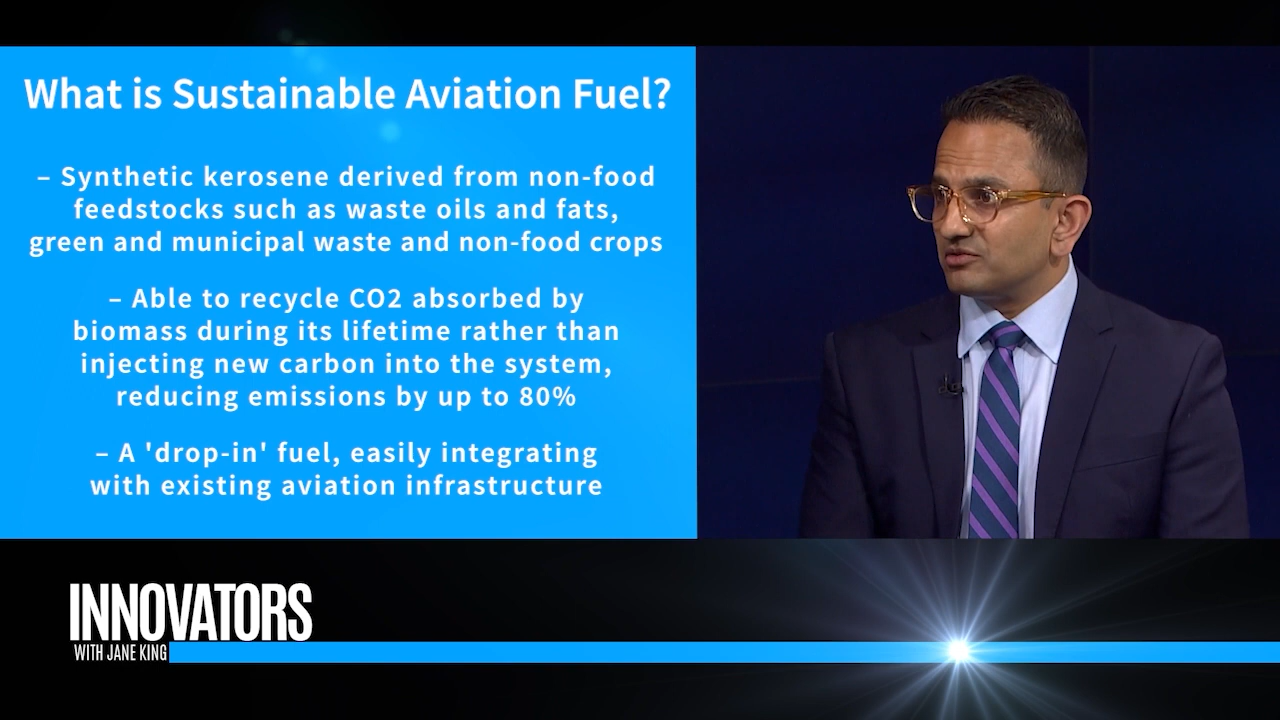 What is Sustainable Aviation Fuel?
– Synthetic kerosene derived from non-food
feedstocks such as waste oils and fats,
green and municipal waste and non-food crops
– Able to recycle CO2 absorbed by
biomass during its lifetime rather than
injecting new carbon into the system,
reducing emissions by up to 80%
– A 'drop-in' fuel, easily integrating
with existing aviation infrastructure
INNOVATORS
WITH JANE KING